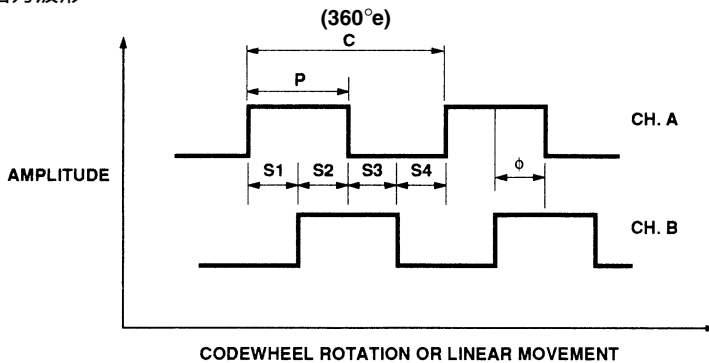 (360°e)
C
P
CH. A
S1 S2 S3 S4 ϕ
AMPLITUDE
CH. B
CODEWHEEL ROTATION OR LINEAR MOVEMENT